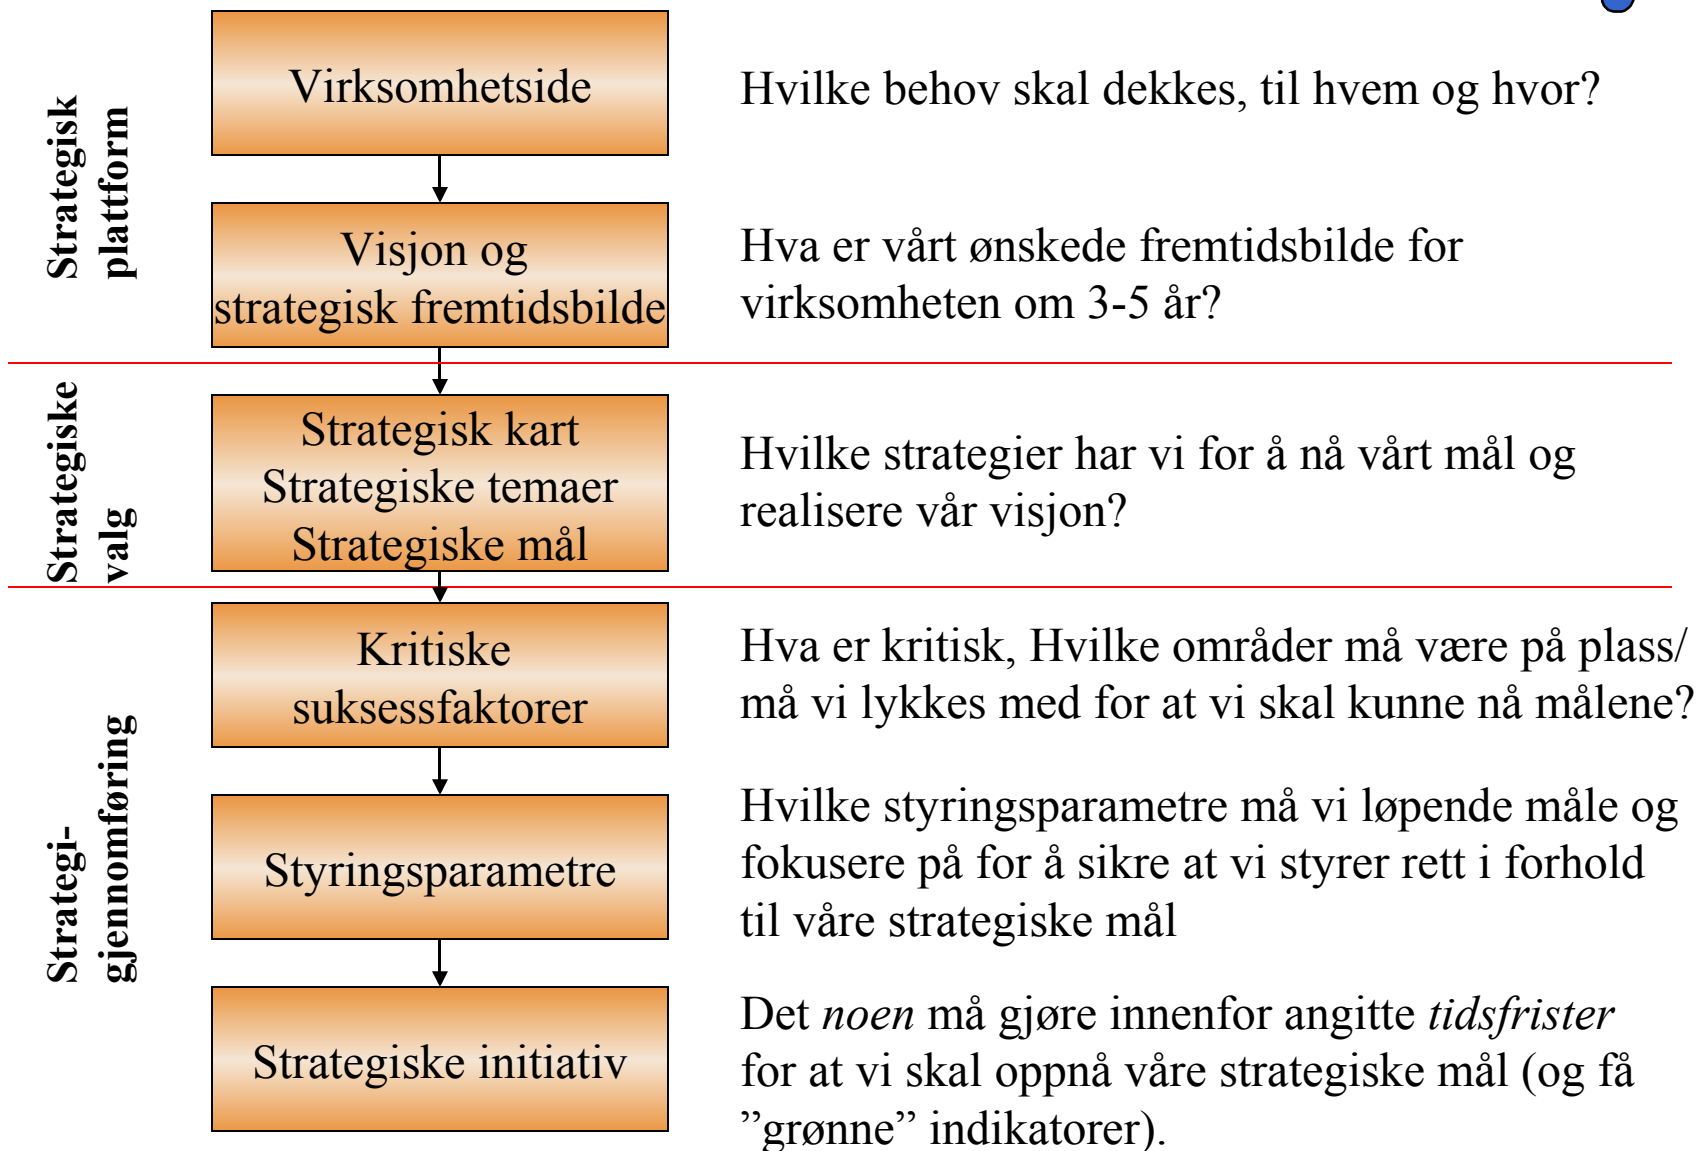 Strategisk
plattform
Virksomhetside
Hvilke behov skal dekkes, til hvem og hvor?
Visjon og
strategisk fremtidsbilde
Hva er vårt ønskede fremtidsbilde for
virksomheten om 3-5 år?
Strategiske
valg
Strategisk kart
Strategiske temaer
Strategiske mål
Hvilke strategier har vi for å nå vårt mål og
realisere vår visjon?
Strategi-
gjennomføring
Kritiske
suksessfaktorer
Hva er kritisk, Hvilke områder må være på plass/
må vi lykkes med for at vi skal kunne nå målene?
Styringsparametre
Hvilke styringsparametre må vi løpende måle og
fokusere på for å sikre at vi styrer rett i forhold
til våre strategiske mål
Strategiske initiativ
Det noen må gjøre innenfor angitte tidsfrister
for at vi skal oppnå våre strategiske mål (og få
”grønne” indikatorer).